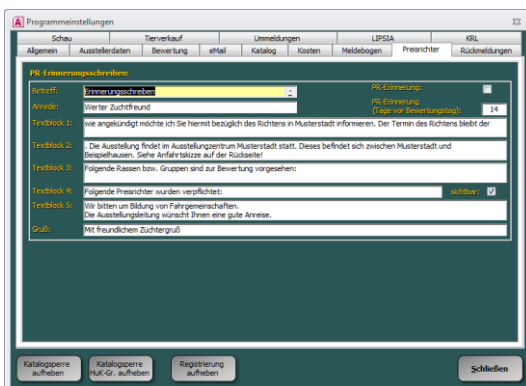 Programmeinstellungen
Schau Tierverkauf Ummeldungen LIPSIA KRL
Allgemein Ausstellerdaten Bewertung eMail Katalog Kosten Meldebogen Preisrichter Rückmeldungen
PR-Erinnerungsschreiben:
Betreff: Erinnerungsschreiben PR-Erinnerung:
Anrede: Werter Zuchtfreund PR-Erinnerung
(Tage vor Bewertungstag): 14
Textblock 1: wie angekündigt möchte ich Sie hiermit bezüglich des Richtens in Musterstadt informieren. Der Termin des Richtens bleibt der
Textblock 2: . Die Ausstellung findet im Ausstellungszentrum Musterstadt statt. Dieses befindet sich zwischen Musterstadt und
Beispielhausen. Siehe Anfahrtskizze auf der Rückseite!
Textblock 3: Folgende Rassen bzw. Gruppen sind zur Bewertung vorgesehen:
Textblock 4: Folgende Preisrichter wurden verpflichtet: sichtbar:
Textblock 5: Wir bitten um Bildung von Fahrgemeinschaften.
Die Ausstellungsleitung wünscht Ihnen eine gute Anreise.
Gruß: Mit freundlichem Züchtergruß
Katalogsperre Katalogsperre Registrierung
aufheben HuK-Gr. aufheben aufheben Schließen